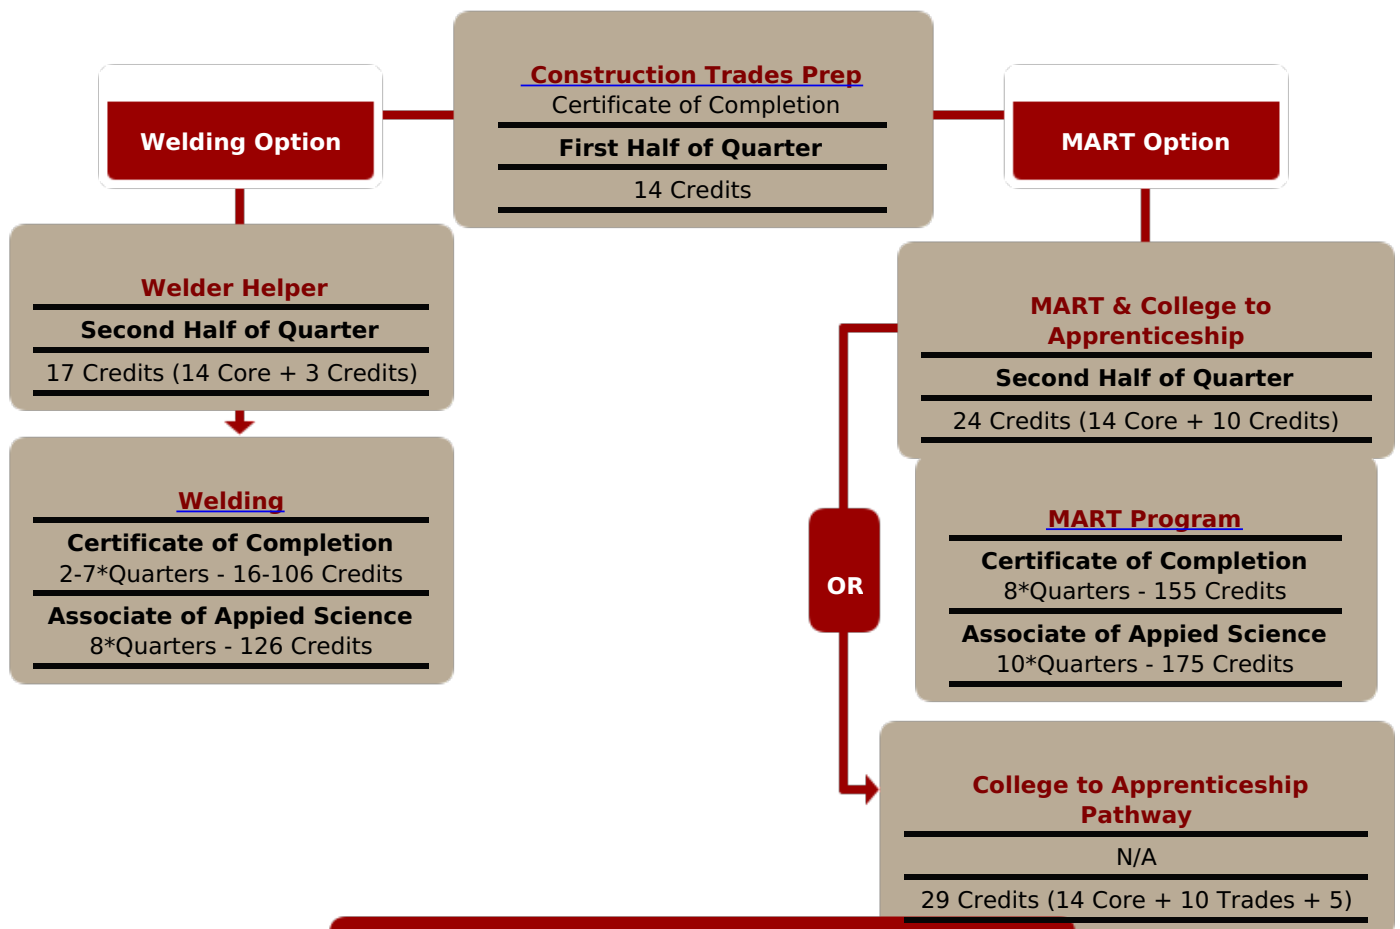 Construction Trades Prep
Certificate of Completion
First Half of Quarter
14 Credits
Welding Option
MART Option
Welder Helper
Second Half of Quarter
17 Credits (14 Core + 3 Credits)
Welding
Certificate of Completion
2-7*Quarters - 16-106 Credits
Associate of Appied Science
8*Quarters - 126 Credits
MART & College to
Apprenticeship
Second Half of Quarter
24 Credits (14 Core + 10 Credits)
OR
MART Program
Certificate of Completion
8*Quarters - 155 Credits
Associate of Appied Science
10*Quarters - 175 Credits
College to Apprenticeship
Pathway
N/A
29 Credits (14 Core + 10 Trades + 5)